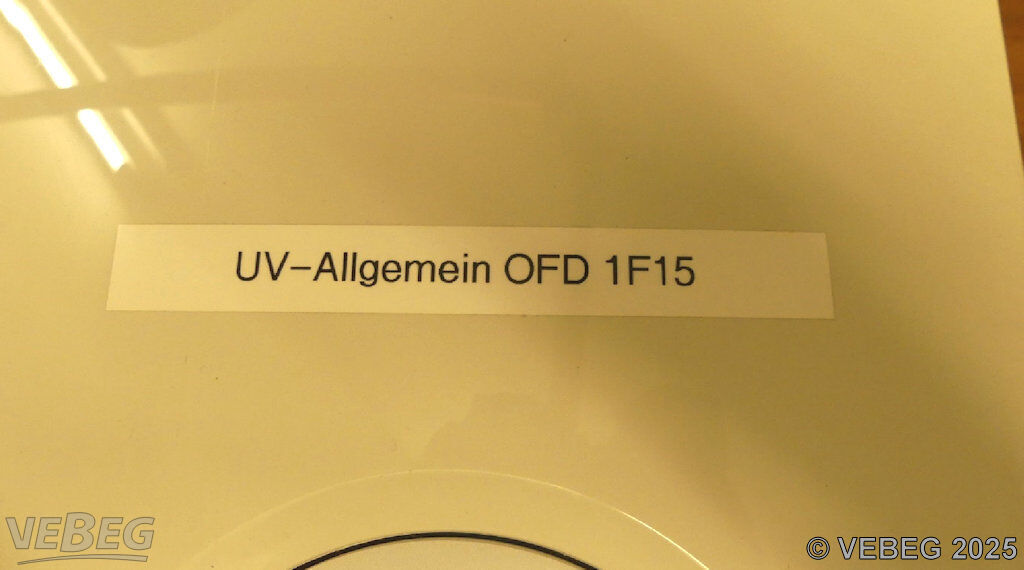 UV-Allgemein OFD 1F15
VEBEG
© VEBEG 2025